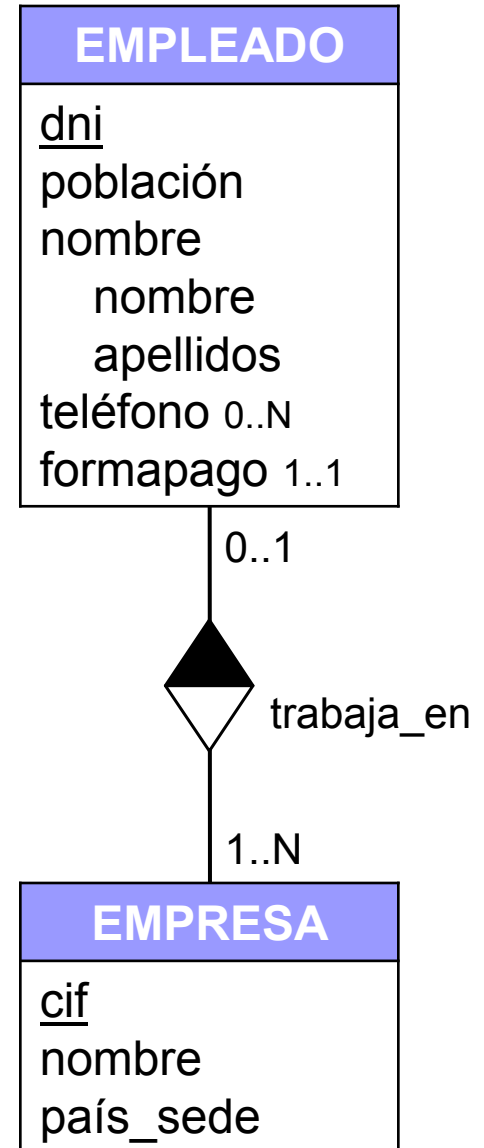 EMPLEADO
dni
población
nombre
nombre
apellidos
teléfono 0..N
formapago 1..1
0..1
trabaja_en
1..N
EMPRESA
cif
nombre
país_sede